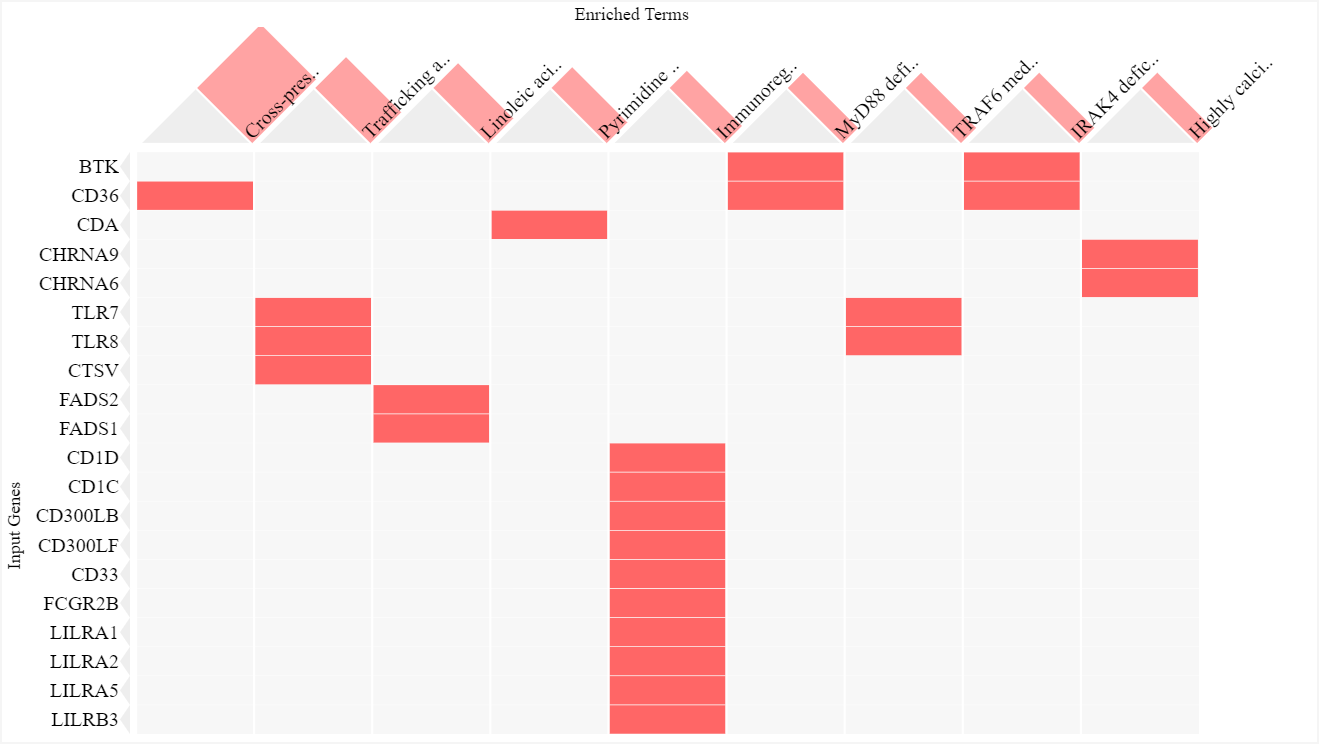 Enriched Terms
Cross-pres..
Trafficking a..
Linoleic aci..
Pyrimidine ..
Immunoreg..
MyD88 defi..
TRAF6 med..
IRAK4 defic..
Highly calci..
BTK
CD36
CDA
CHRNA9
CHRNA6
TLR7
TLR8
CTSV
FADS2
FADS1
CD1D
CD1C
CD300LB
CD300LF
CD33
FCGR2B
LILRA1
LILRA2
LILRA5
LILRB3
Input Genes